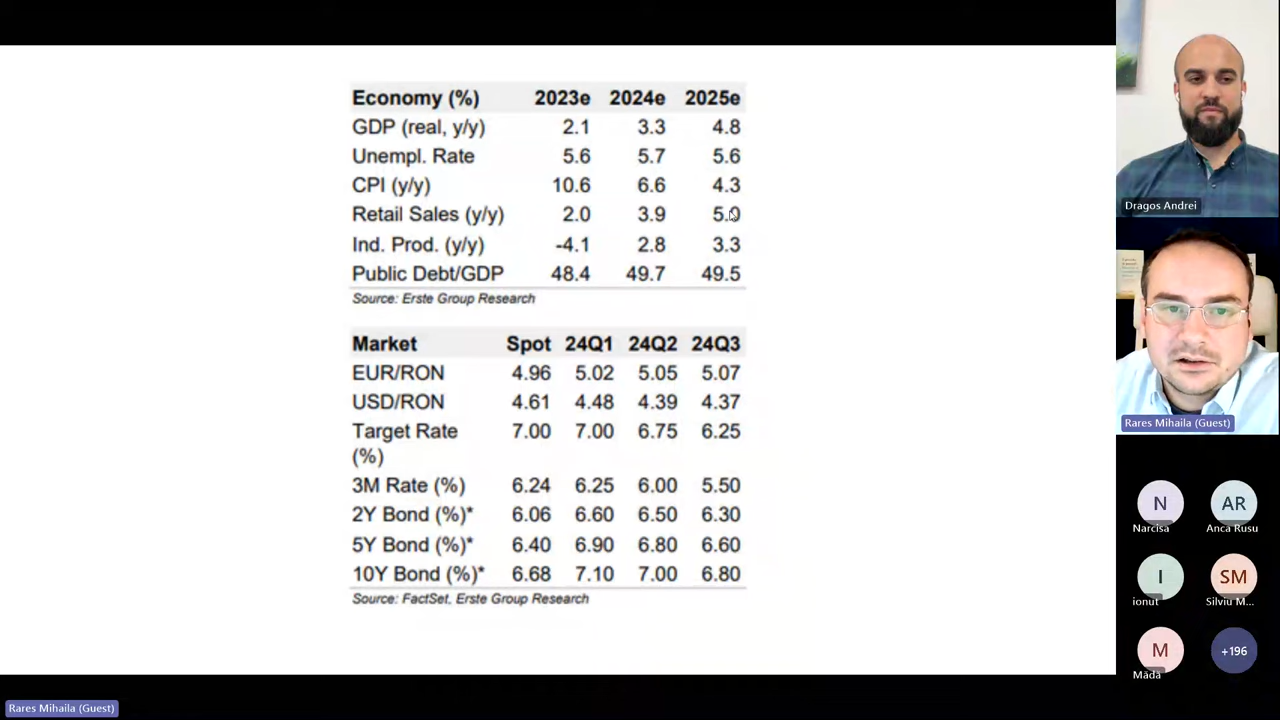 Economy (%) 2023e 2024e 2025e
GDP (real, y/y) 2.1 3.3 4.8
Unempl. Rate 5.6 5.7 5.6
CPI (y/y) 10.6 6.6 4.3
Retail Sales (y/y) 2.0 3.9 5.0
Ind. Prod. (y/y) -4.1 2.8 3.3
Public Debt/GDP 48.4 49.7 49.5
Source: Erste Group Research
Market Spot 24Q1 24Q2 24Q3
EUR/RON 4.96 5.02 5.05 5.07
USD/RON 4.61 4.48 4.39 4.37
Target Rate 7.00 7.00 6.75 6.25
(%)
3M Rate (%) 6.24 6.25 6.00 5.50
2Y Bond (%)* 6.06 6.60 6.50 6.30
5Y Bond (%)* 6.40 6.90 6.80 6.60
10Y Bond (%)* 6.68 7.10 7.00 6.80
Source: FactSet, Erste Group Research
Dragos Andrei
Rares Mihaila (Guest)
N AR
Narcisa Anca Rusu
I SM
ionut Silviu M...
M +196
Mădă
Rares Mihaila (Guest)